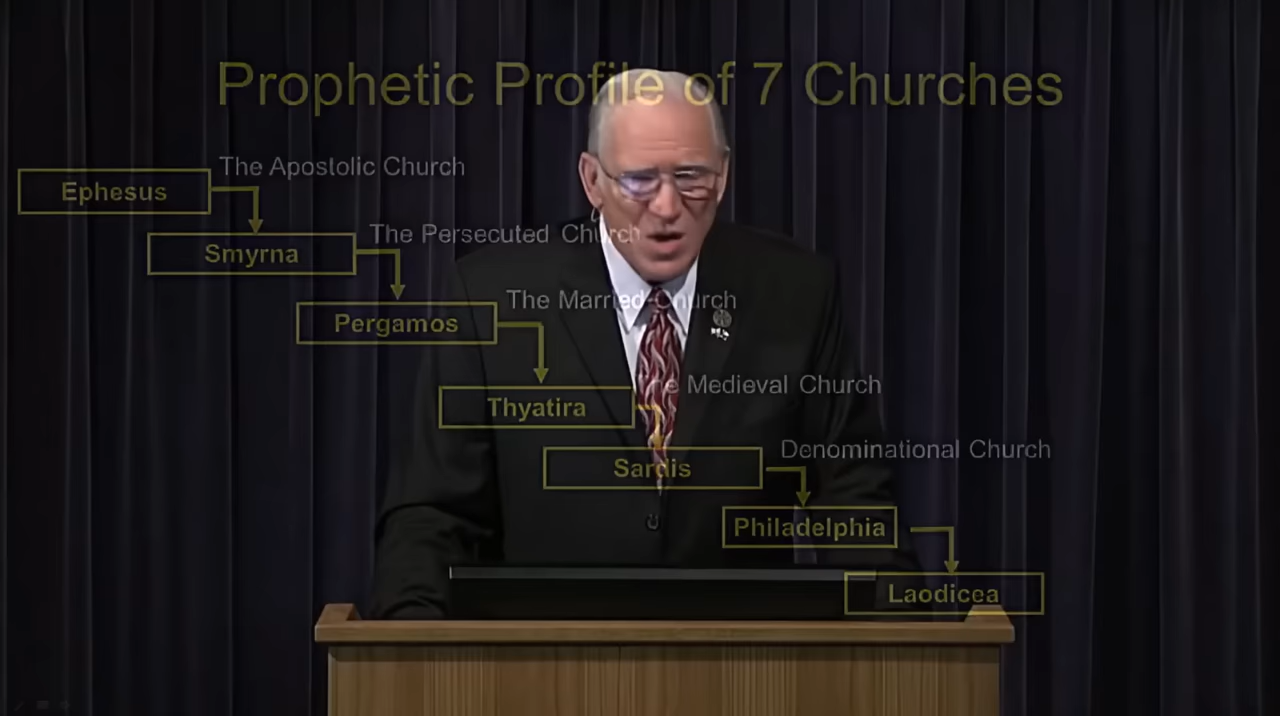 Prophetic Profile of 7 Churches
The Apostolic Church
Ephesus
The Persecuted Church
Smyrna
The Married Church
Pergamos
The Medieval Church
Thyatira
Denominational Church
Sardis
Philadelphia
Laodicea